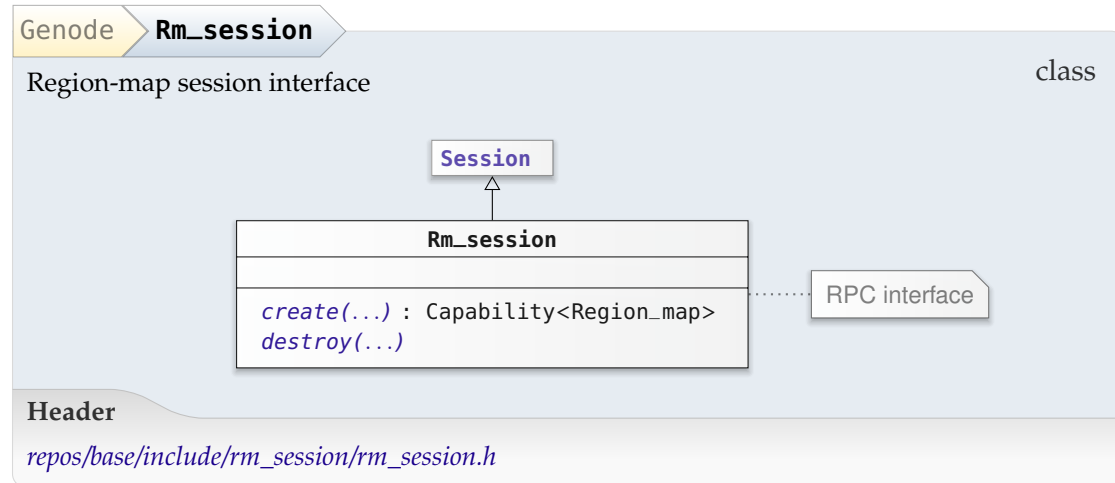 Genode Rm_session
Region-map session interface
class
Session
Rm_session
create(...) : Capability<Region_map>
destroy(...)
RPC interface
Header
repos/base/include/rm_session/rm_session.h